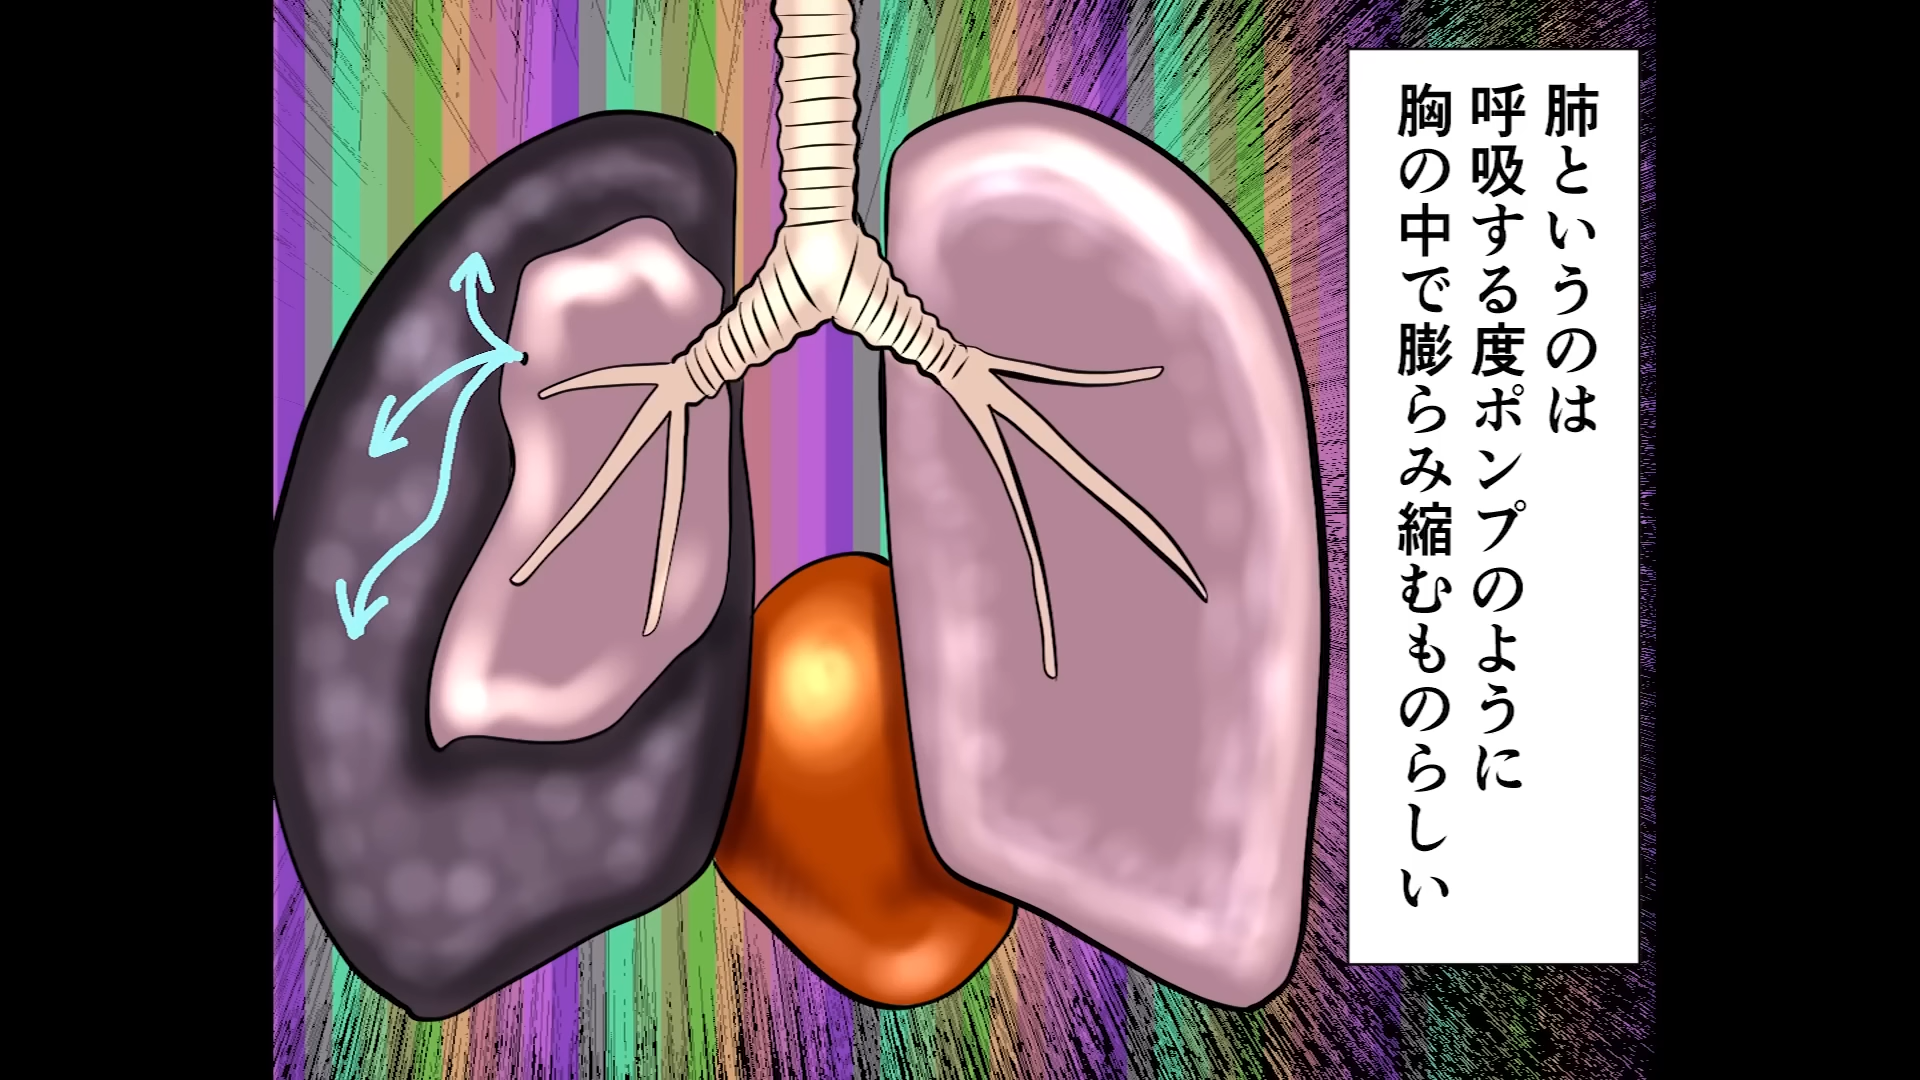 肺というのは
呼吸する度ポンプのように
胸の中で膨らみ縮むものらしい